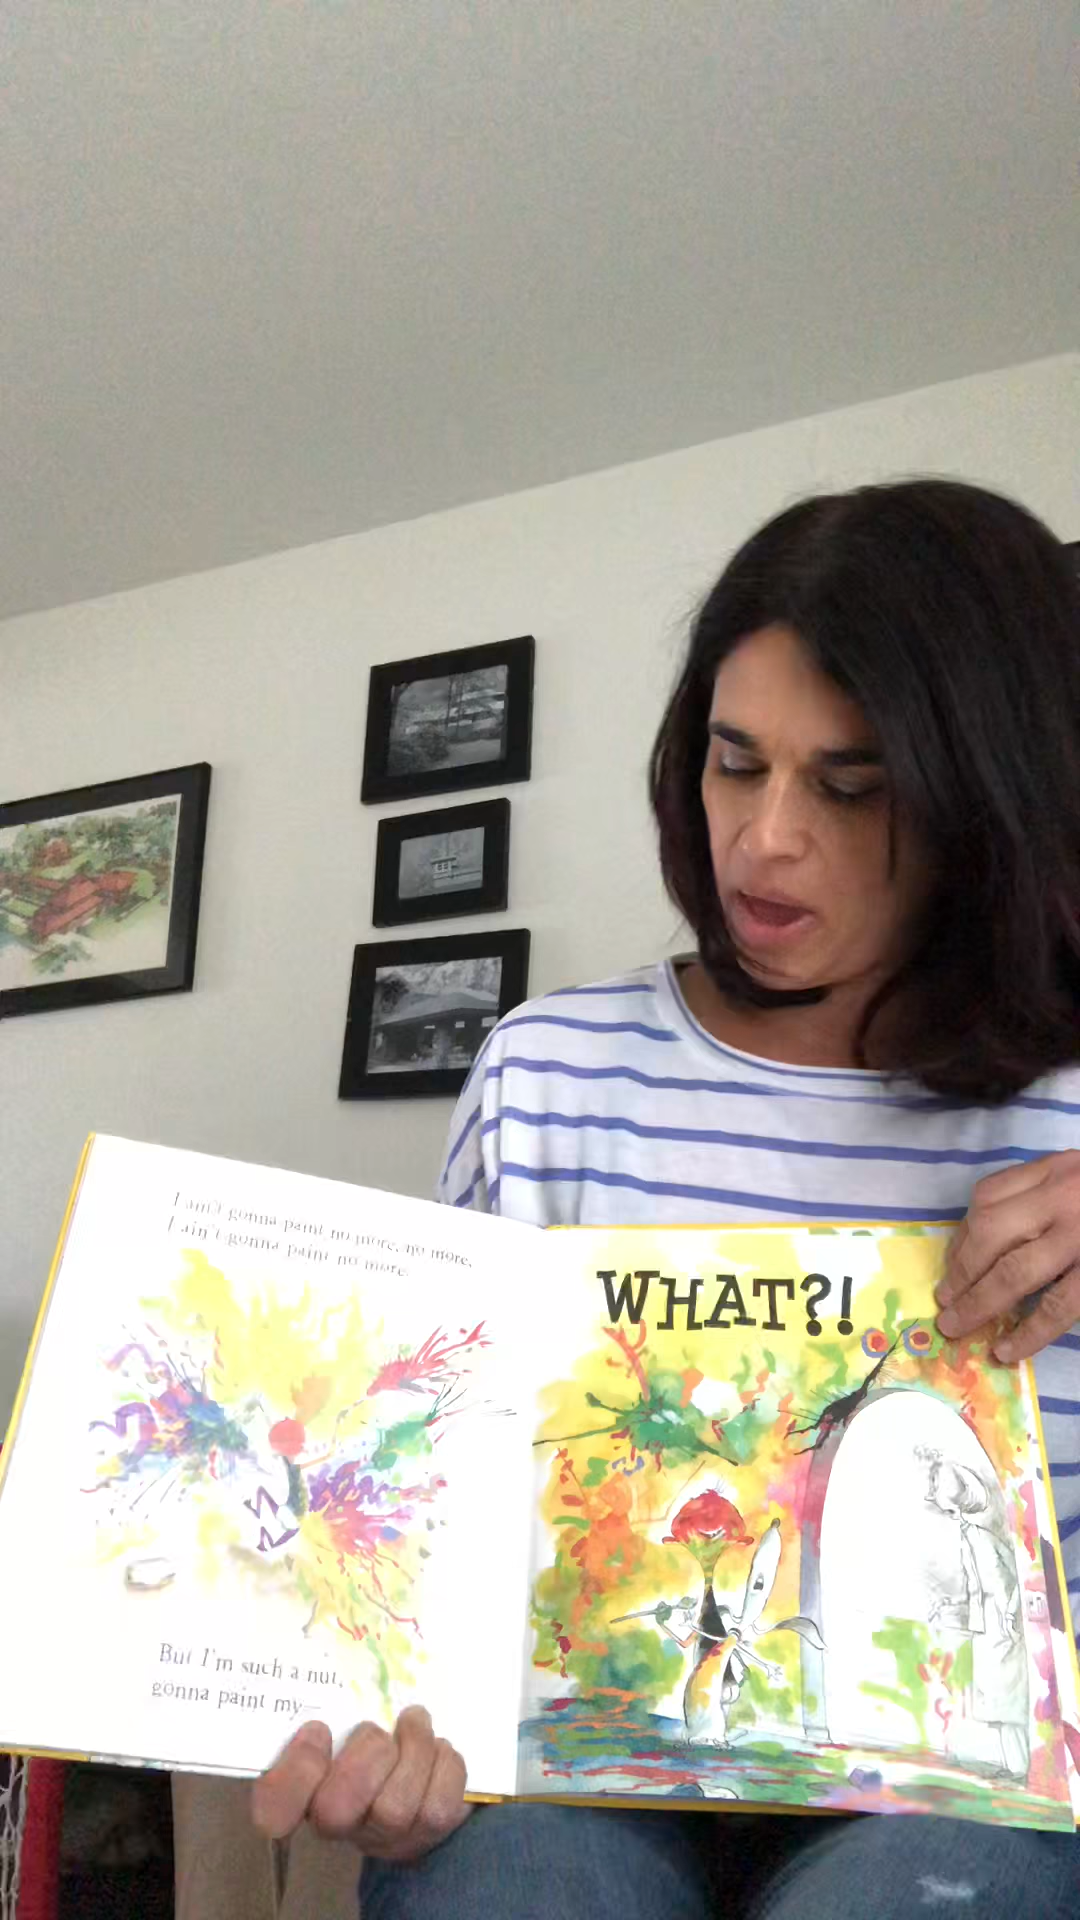 I ain't gonna paint no more, no more,
I ain't gonna paint no more.
But I'm such a nut,
gonna paint my—
WHAT?!